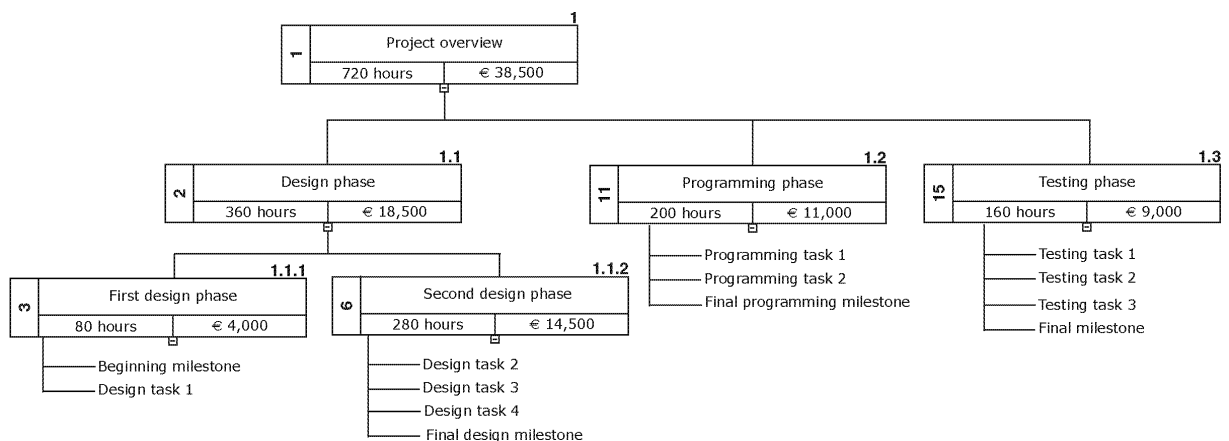 1
1
Project overview
720 hours
€ 38,500
1.1
2
Design phase
360 hours
€ 18,500
1.2
11
Programming phase
200 hours
€ 11,000
1.3
15
Testing phase
160 hours
€ 9,000
Programming task 1
Programming task 2
Final programming milestone
Testing task 1
Testing task 2
Testing task 3
Final milestone
1.1.1
3
First design phase
80 hours
€ 4,000
1.1.2
6
Second design phase
280 hours
€ 14,500
Beginning milestone
Design task 1
Design task 2
Design task 3
Design task 4
Final design milestone